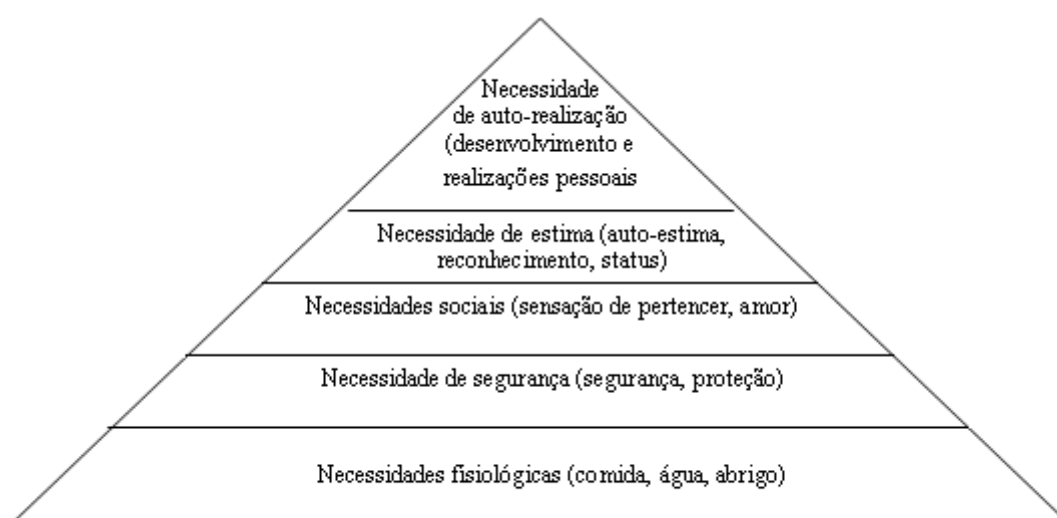 Necessidade
de auto-realização
(desenvolvimento e
realizações pessoais
Necessidade de estima (auto-estima,
reconhecimento, status)
Necessidades sociais (sensação de pertencer, amor)
Necessidade de segurança (segurança, proteção)
Necessidades fisiológicas (comida, água, abrigo)